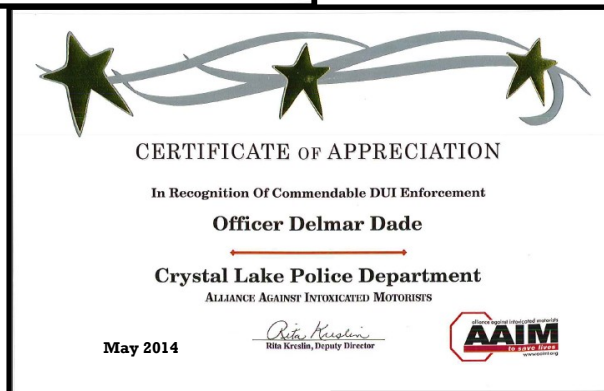 CERTIFICATE OF APPRECIATION
In Recognition Of Commendable DUI Enforcement
Officer Delmar Dade
Crystal Lake Police Department
ALLIANCE AGAINST INTOXICATED MOTORISTS
Rita Kreslin
Rita Kreslin, Deputy Director
May 2014
alliance against intoxicated motorists
AAIM
to save lives
www.aaim.org